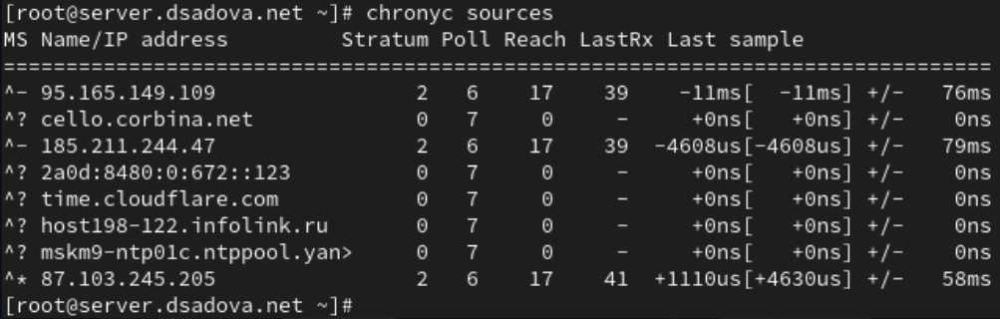 [root@server.dsadova.net ~]# chronyc sources
MS Name/IP address         Stratum Poll Reach LastRx Last sample
===============================================================================
^- 95.165.149.109                2   6    17    39    -11ms[  -11ms] +/-   76ms
^? cello.corbina.net             0   7     0     -     +0ns[   +0ns] +/-    0ns
^- 185.211.244.47                2   6    17    39  -4608us[-4608us] +/-   79ms
^? 2a0d:8480:0:672::123          0   7     0     -     +0ns[   +0ns] +/-    0ns
^? time.cloudflare.com           0   7     0     -     +0ns[   +0ns] +/-    0ns
^? host198-122.infolink.ru       0   7     0     -     +0ns[   +0ns] +/-    0ns
^? mskm9-ntp01c.ntppool.yan>     0   7     0     -     +0ns[   +0ns] +/-    0ns
^* 87.103.245.205                2   6    17    41  +1110us[+4630us] +/-   58ms
[root@server.dsadova.net ~]#